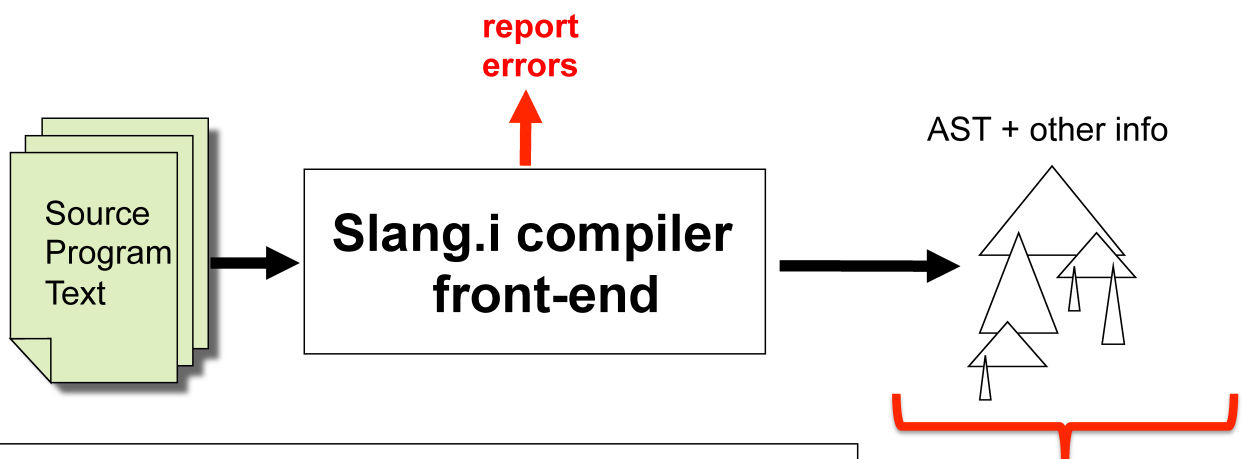 report
errors
AST + other info
Source
Program
Text
Slang.i compiler
front-end